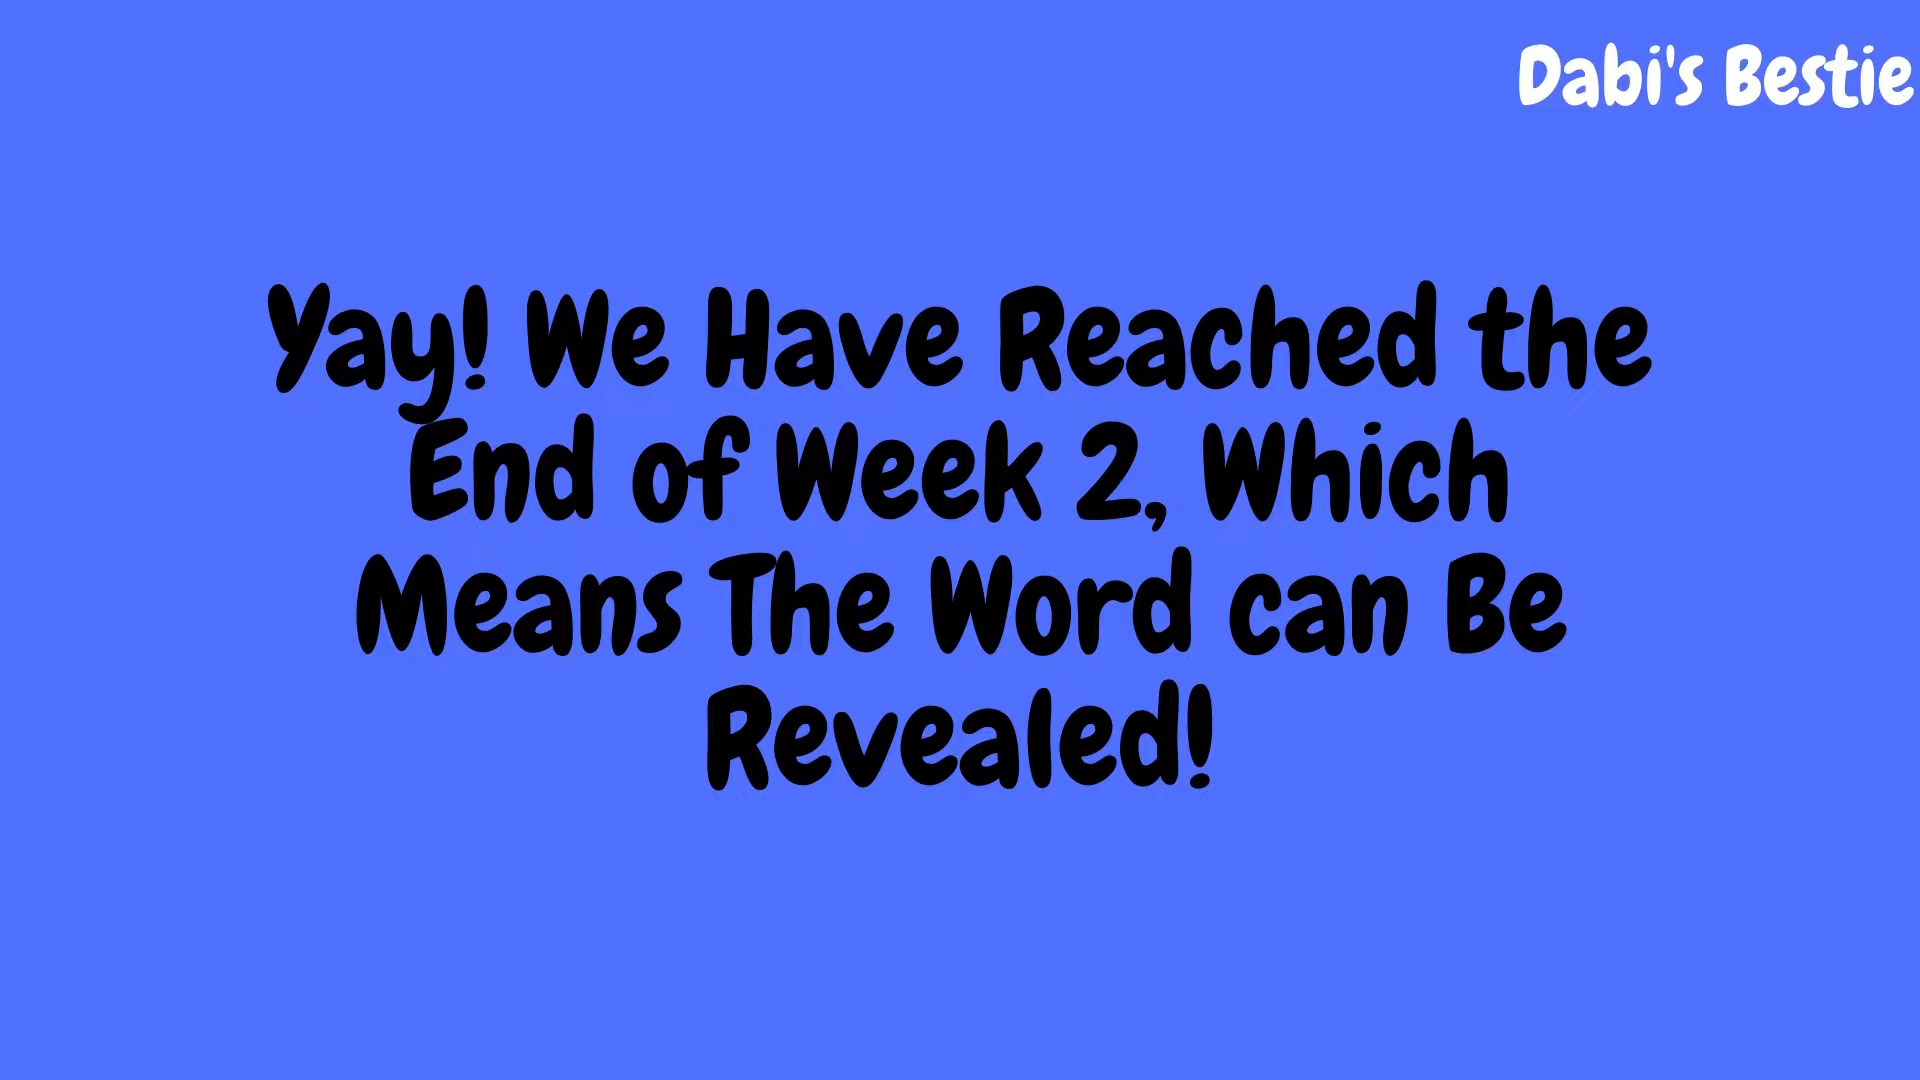 Dabi's Bestie
Yay! We Have Reached the
End of Week 2, Which
Means The Word can Be
Revealed!